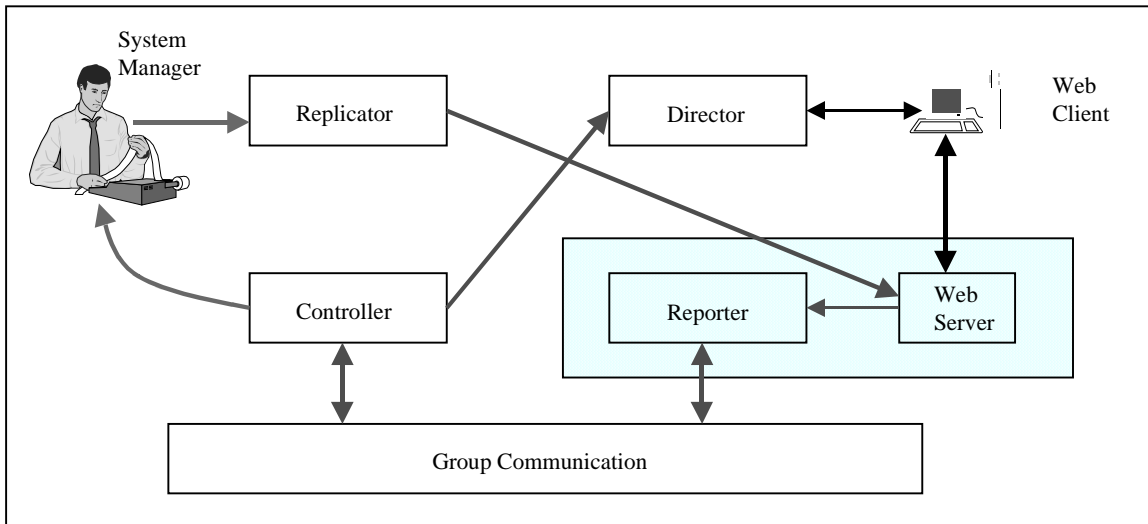 System
Manager
Replicator
Director
Web
Client
Controller
Reporter
Web
Server
Group Communication